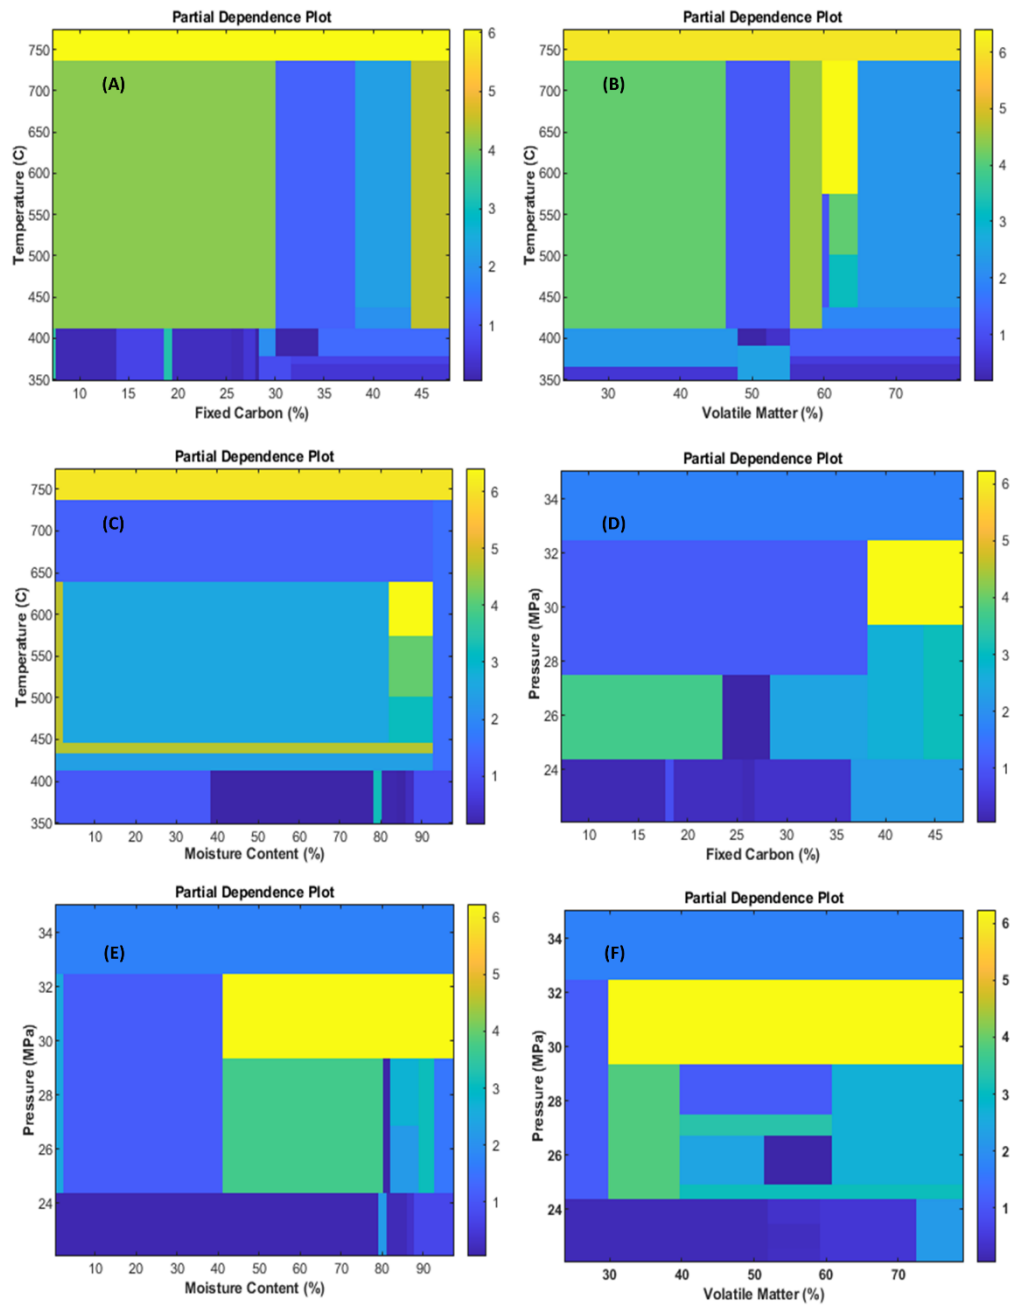 Partial Dependence Plot
(A)
Temperature (C)
750
700
650
600
550
500
450
400
350
10 15 20 25 30 35 40 45
Fixed Carbon (%)
6
5
4
3
2
1
Partial Dependence Plot
(B)
Temperature (C)
750
700
650
600
550
500
450
400
350
30 40 50 60 70
Volatile Matter (%)
6
5
4
3
2
1
Partial Dependence Plot
(C)
Temperature (C)
750
700
650
600
550
500
450
400
350
10 20 30 40 50 60 70 80 90
Moisture Content (%)
6
5
4
3
2
1
Partial Dependence Plot
(D)
Pressure (MPa)
34
32
30
28
26
24
10 15 20 25 30 35 40 45
Fixed Carbon (%)
6
5
4
3
2
1
Partial Dependence Plot
(E)
Pressure (MPa)
34
32
30
28
26
24
10 20 30 40 50 60 70 80 90
Moisture Content (%)
6
5
4
3
2
1
Partial Dependence Plot
(F)
Pressure (MPa)
34
32
30
28
26
24
30 40 50 60 70
Volatile Matter (%)
6
5
4
3
2
1